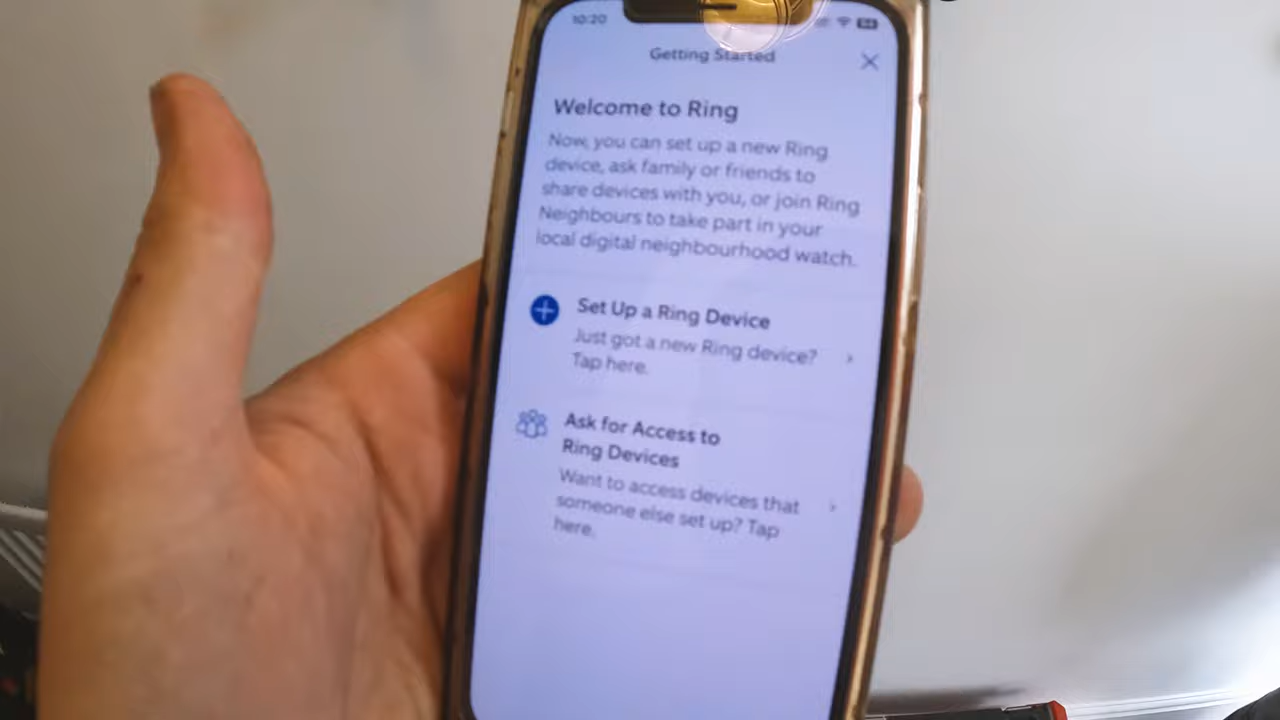 10:20
Getting Started
Welcome to Ring
Now, you can set up a new Ring
device, ask family or friends to
share devices with you, or join Ring
Neighbours to take part in your
local digital neighbourhood watch.
Set Up a Ring Device
Just got a new Ring device?
Tap here.
Ask for Access to
Ring Devices
Want to access devices that
someone else set up? Tap
here.